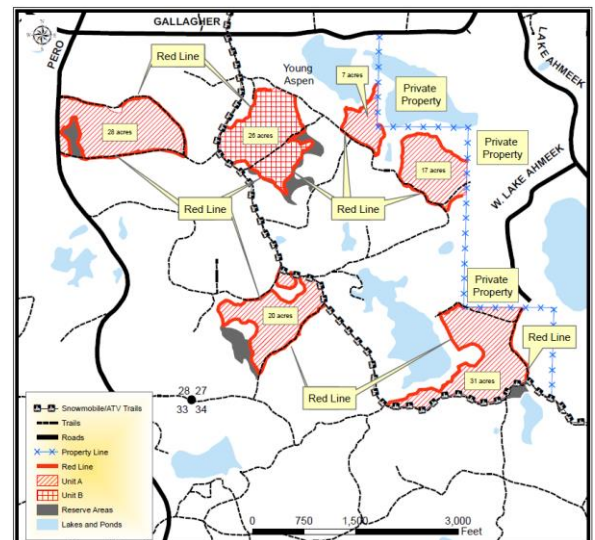 GALLAGHER
PERO
LAKE AHMEEK
W. LAKE AHMEEK
Red Line
Red Line
Young
Aspen
7 acres
Private
Property
28 acres
26 acres
17 acres
Private
Property
Red Line
Red Line
Private
Property
20 acres
Red Line
31 acres
Red Line
28 27
33 34
Snowmobile/ATV Trails
Trails
Roads
Property Line
Red Line
Unit A
Unit B
Reserve Areas
Lakes and Ponds
0 750 1,500 3,000
Feet